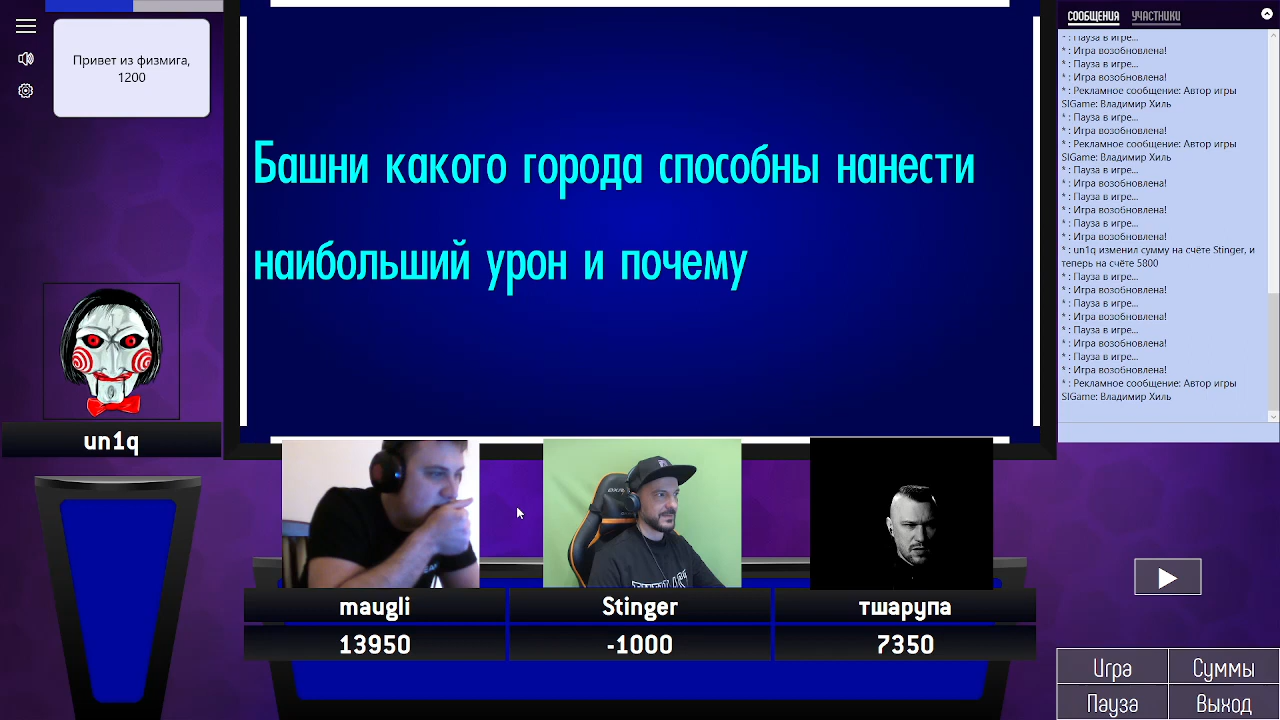 Привет из физмига,
1200
Башни какого города способны нанести
наибольший урон и почему
un1q
maugli
Stinger
тшарупа
13950
-1000
7350
СООБЩЕНИЯ
УЧАСТНИКИ
* : Пауза в игре...
* : Игра возобновлена!
* : Пауза в игре...
* : Игра возобновлена!
* : Рекламное сообщение: Автор игры
SIGame: Владимир Хиль
* : Пауза в игре...
* : Игра возобновлена!
* : Рекламное сообщение: Автор игры
SIGame: Владимир Хиль
* : Пауза в игре...
* : Игра возобновлена!
* : Пауза в игре...
* : Игра возобновлена!
* : Пауза в игре...
* : Игра возобновлена!
* : un1q изменил сумму на счёте Stinger, и
теперь на счёте 5800
* : Пауза в игре...
* : Игра возобновлена!
* : Пауза в игре...
* : Игра возобновлена!
* : Пауза в игре...
* : Игра возобновлена!
* : Пауза в игре...
* : Игра возобновлена!
* : Рекламное сообщение: Автор игры
SIGame: Владимир Хиль
Игра
Суммы
Пауза
Выход